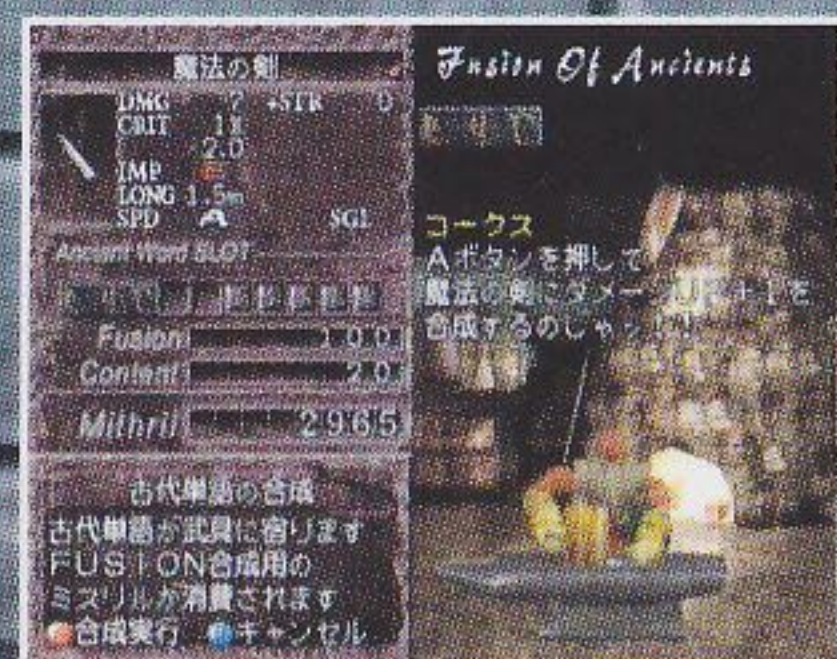 魔法の剣
DMG 7 +STR 0
CRIT 1X
2.0
IMP
LONG 1.5m
SPD SGL
Ancient Word SLOT
Fusion 100
Content 20
Mithril 2965
古代単語の合成
古代単語が武具に宿ります
FUSION合成用の
ミスリルが消費されます
合成実行 キャンセル
Fusion Of Ancients
コークス
Aボタンを押して
魔法の剣にダメージ +1を
合成するのじゃッ!!